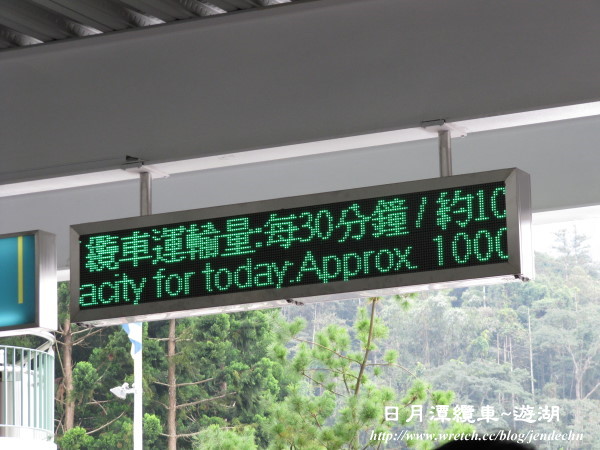 纜車運輸量:每30分鐘 / 約10
acity for today:Approx. 1000
日月潭纜車~遊湖
http://www.wretch.cc/blog/jendechn